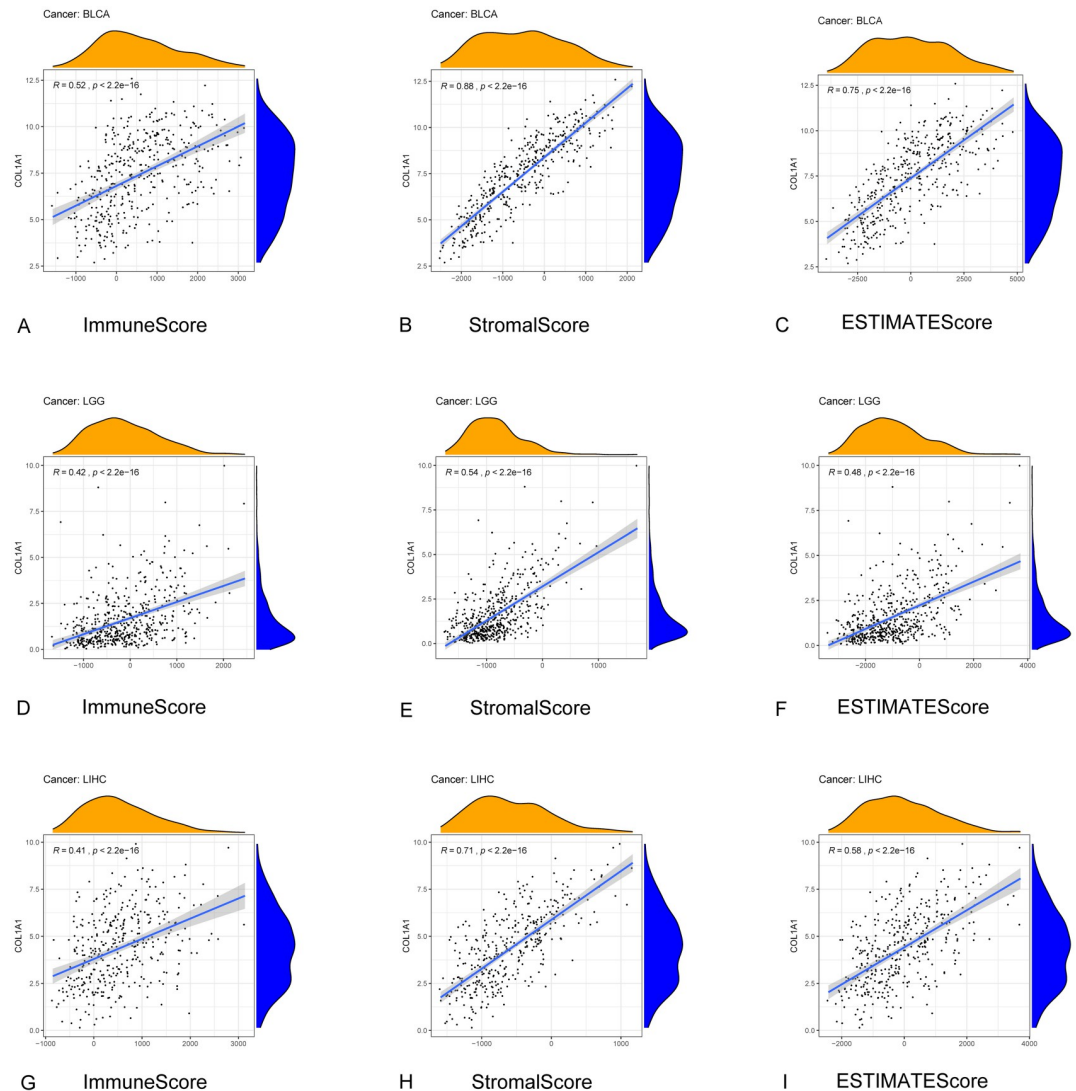 Cancer: BLCA
R = 0.52 , p < 2.2e−16
12.5
10.0
7.5
5.0
2.5
COL1A1
−1000 0 1000 2000 3000
A ImmuneScore
Cancer: BLCA
R = 0.88 , p < 2.2e−16
12.5
10.0
7.5
5.0
2.5
COL1A1
−2000 −1000 0 1000 2000
B StromalScore
Cancer: BLCA
R = 0.75 , p < 2.2e−16
12.5
10.0
7.5
5.0
2.5
COL1A1
−2500 0 2500 5000
C ESTIMATEScore
Cancer: LGG
R = 0.42 , p < 2.2e−16
10.0
7.5
5.0
2.5
0.0
COL1A1
−1000 0 1000 2000
D ImmuneScore
Cancer: LGG
R = 0.54 , p < 2.2e−16
10.0
7.5
5.0
2.5
0.0
COL1A1
−1000 0 1000
E StromalScore
Cancer: LGG
R = 0.48 , p < 2.2e−16
10.0
7.5
5.0
2.5
0.0
COL1A1
−2000 0 2000 4000
F ESTIMATEScore
Cancer: LIHC
R = 0.41 , p < 2.2e−16
10.0
7.5
5.0
2.5
0.0
COL1A1
−1000 0 1000 2000 3000
G ImmuneScore
Cancer: LIHC
R = 0.71 , p < 2.2e−16
10.0
7.5
5.0
2.5
0.0
COL1A1
−1000 0 1000
H StromalScore
Cancer: LIHC
R = 0.58 , p < 2.2e−16
10.0
7.5
5.0
2.5
0.0
COL1A1
−2000 0 2000 4000
I ESTIMATEScore